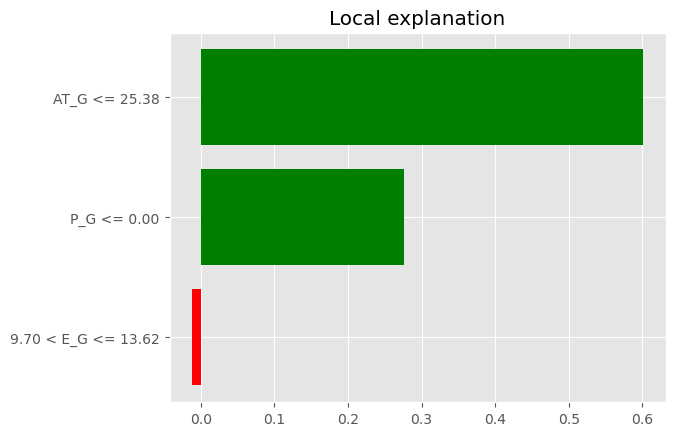 Local explanation
AT_G <= 25.38
P_G <= 0.00
9.70 < E_G <= 13.62
0.0 0.1 0.2 0.3 0.4 0.5 0.6